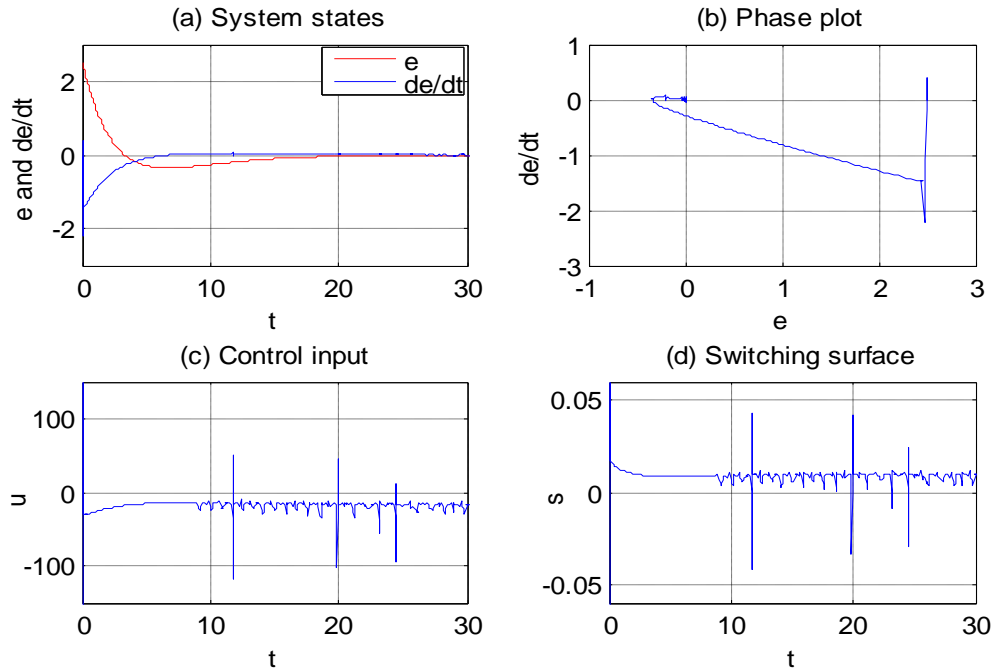 (a) System states
e and de/dt
2
0
-2
0
10
20
30
t
e
de/dt
(b) Phase plot
de/dt
1
0
-1
-2
-3
-1
0
1
2
3
e
(c) Control input
u
100
0
-100
0
10
20
30
t
(d) Switching surface
s
0.05
0
-0.05
0
10
20
30
t